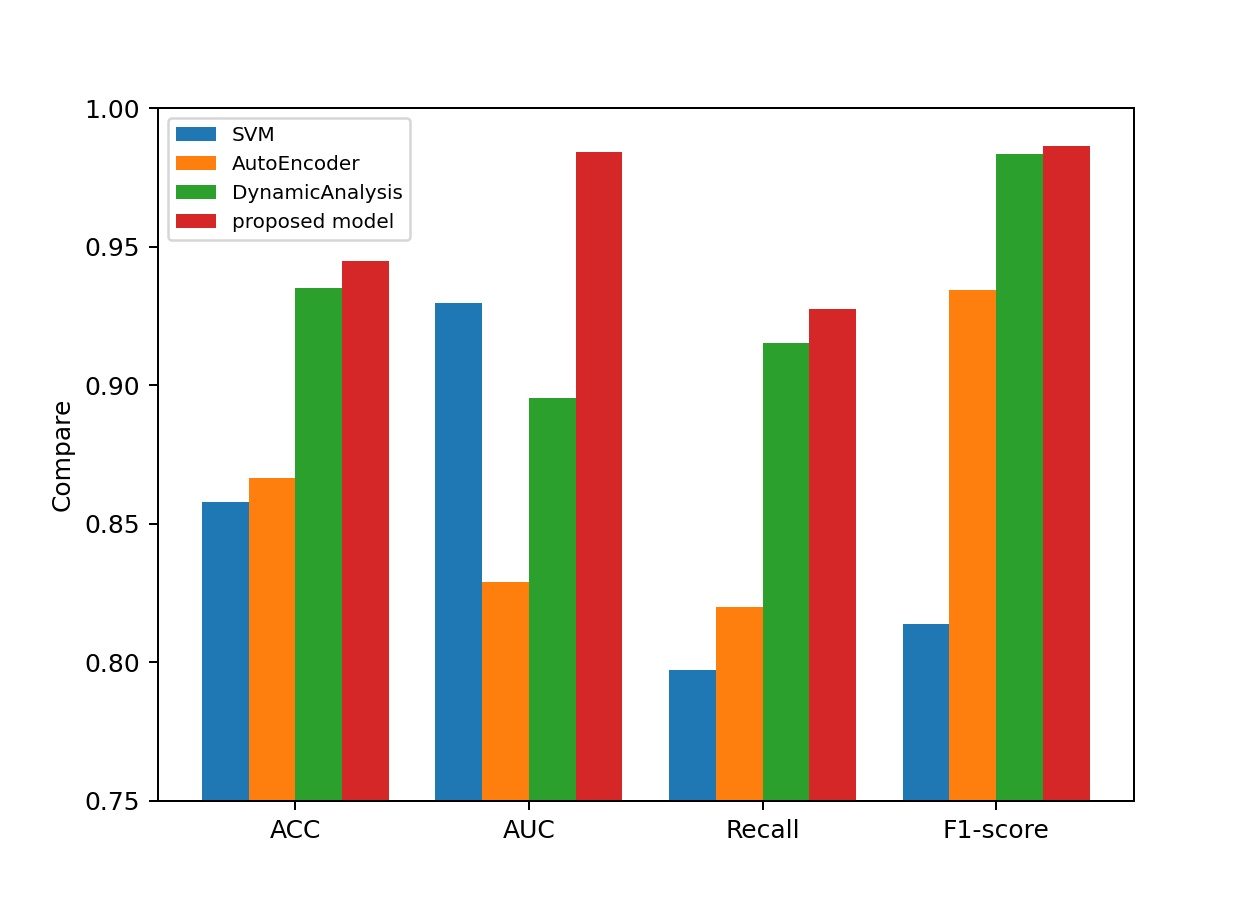 1.00
0.95
0.90
0.85
0.80
0.75
Compare
SVM
AutoEncoder
DynamicAnalysis
proposed model
ACC
AUC
Recall
F1-score